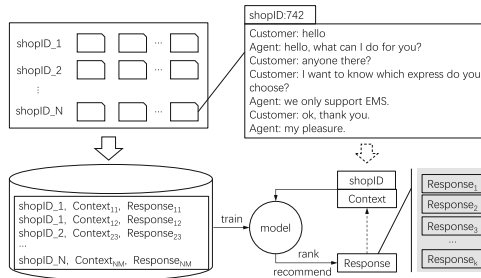 shopID_1
...
shopID_2
...
⋮
shopID_N
...
shopID:742
Customer: hello
Agent: hello, what can I do for you?
Customer: anyone there?
Customer: I want to know which express do you
choose?
Agent: we only support EMS.
Customer: ok, thank you.
Agent: my pleasure.
shopID_1, Context11, Response11
shopID_1, Context12, Response12
shopID_2, Context23, Response23
...
shopID_N, ContextNM, ResponseNM
train
model
rank
recommend
shopID
Context
Response
Response1
Response2
Response3
...
ResponseK